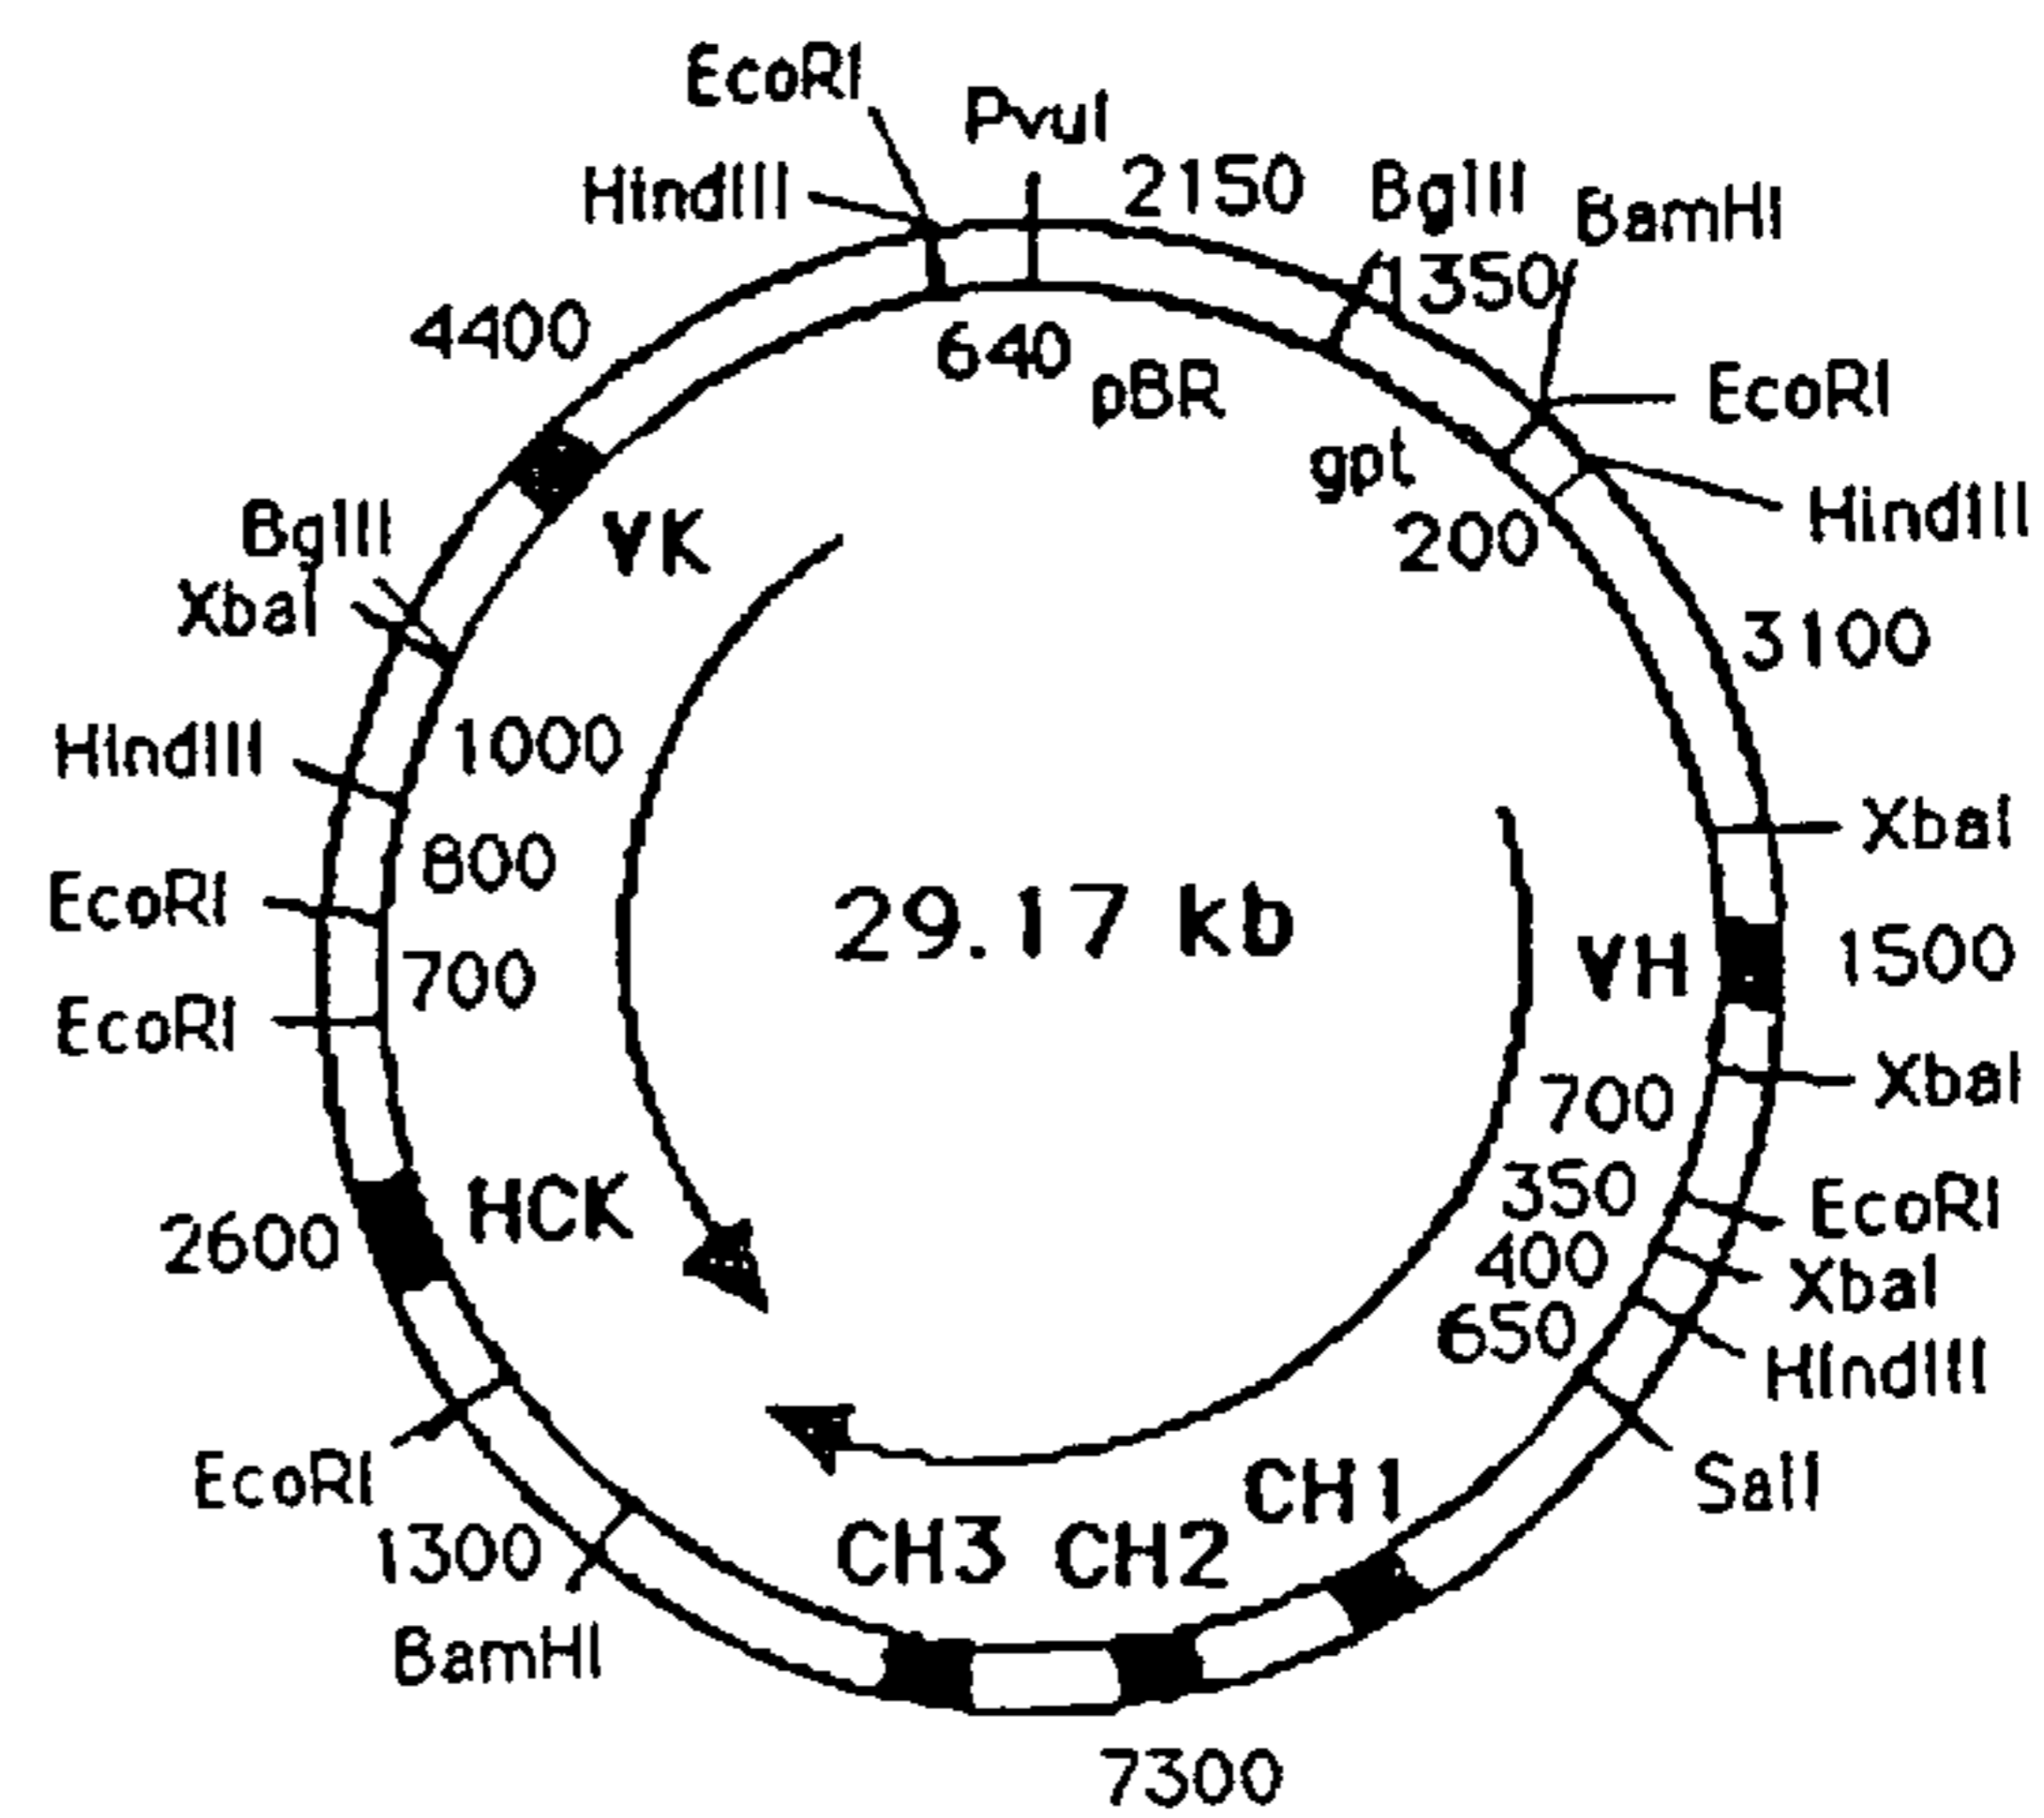 EcoRI
PvuI
HindIII
2150
BglII
BamHI
1350
4400
640
pBR
EcoRI
gpt
HindIII
200
BglII
XbaI
VK
3100
HindIII
1000
XbaI
800
EcoRI
29.17 kb
VH
1500
700
EcoRI
XbaI
700
350
EcoRI
HCK
400
XbaI
2600
650
HindIII
EcoRI
SalI
CH1
1300
CH3
CH2
BamHI
7300